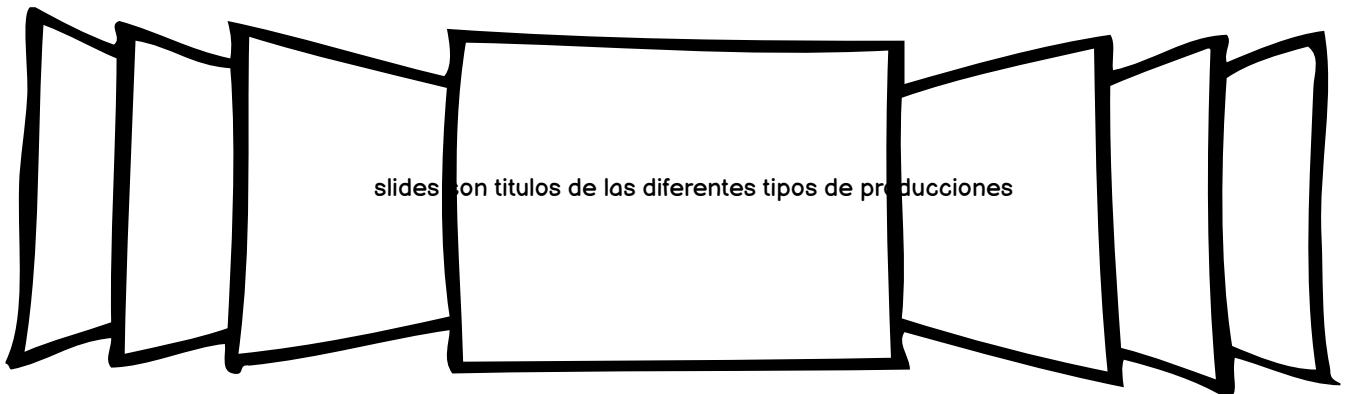 slides son titulos de las diferentes tipos de producciones